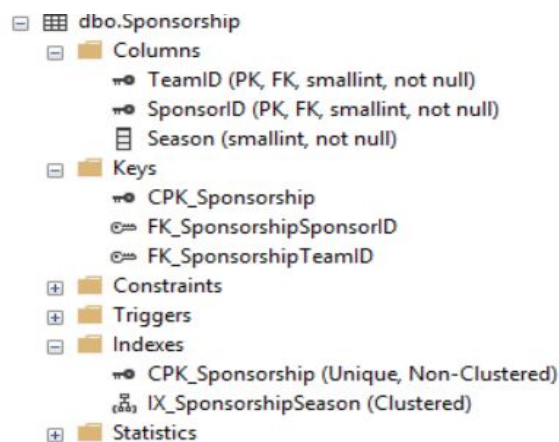 dbo.Sponsorship
Columns
TeamID (PK, FK, smallint, not null)
SponsorID (PK, FK, smallint, not null)
Season (smallint, not null)
Keys
CPK_Sponsorship
FK_SponsorshipSponsorID
FK_SponsorshipTeamID
Constraints
Triggers
Indexes
CPK_Sponsorship (Unique, Non-Clustered)
IX_SponsorshipSeason (Clustered)
Statistics